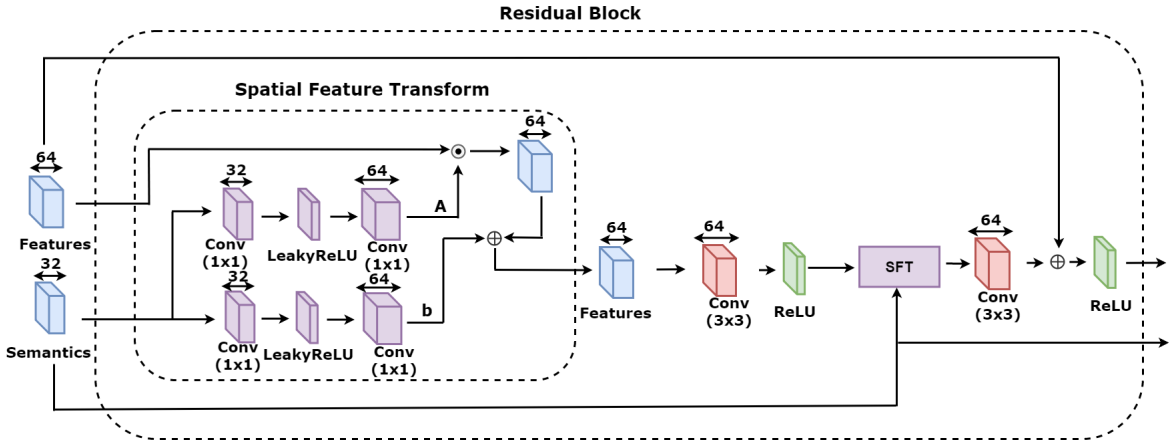 Residual Block
Spatial Feature Transform
64
64
Features
32
Conv
(1x1)
LeakyReLU
64
Conv
(1x1)
A
32
Semantics
32
Conv
(1x1)
LeakyReLU
64
Conv
(1x1)
b
64
Features
64
Conv
(3x3)
ReLU
SFT
64
Conv
(3x3)
ReLU